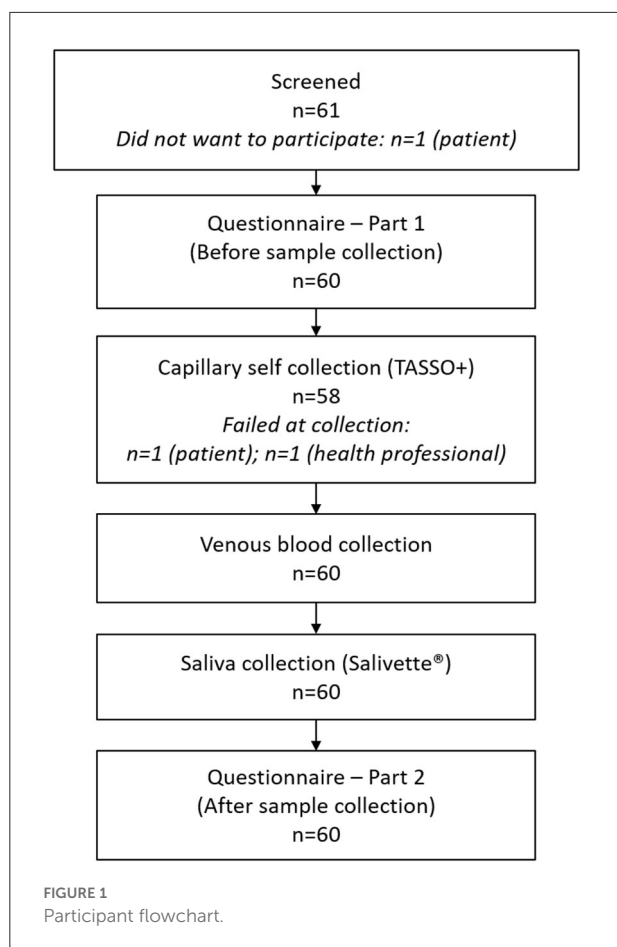 Screened
n=61
Did not want to participate: n=1 (patient)
Questionnaire – Part 1
(Before sample collection)
n=60
Capillary self collection (TASSO+)
n=58
Failed at collection:
n=1 (patient); n=1 (health professional)
Venous blood collection
n=60
Saliva collection (Salivette®)
n=60
Questionnaire – Part 2
(After sample collection)
n=60
FIGURE 1
Participant flowchart.